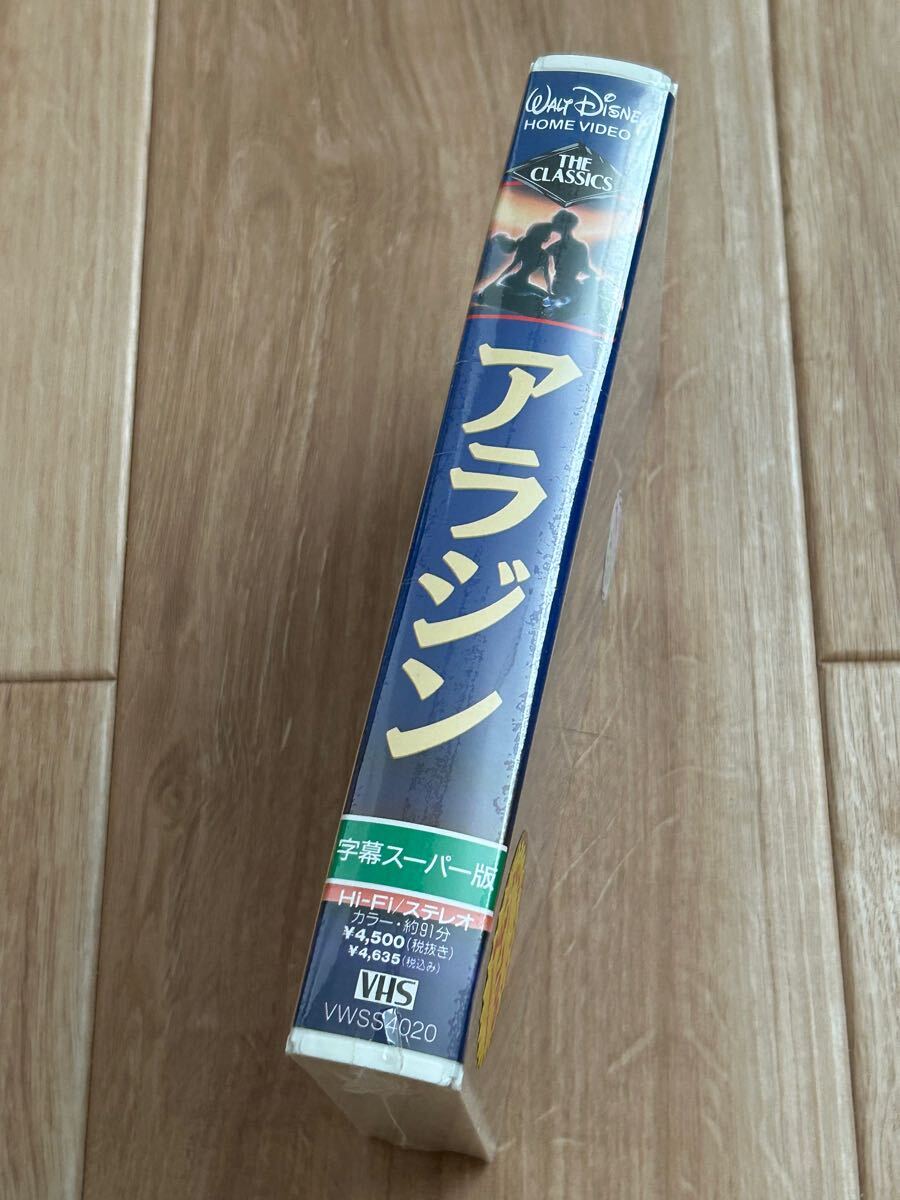 WALT DISNEY
HOME VIDEO
THE
CLASSICS
アラジン
字幕スーパー版
Hi-Fi/ステレオ
カラー・約91分
¥4,500(税抜き)
¥4,635(税込み)
VHS
VWSS4020